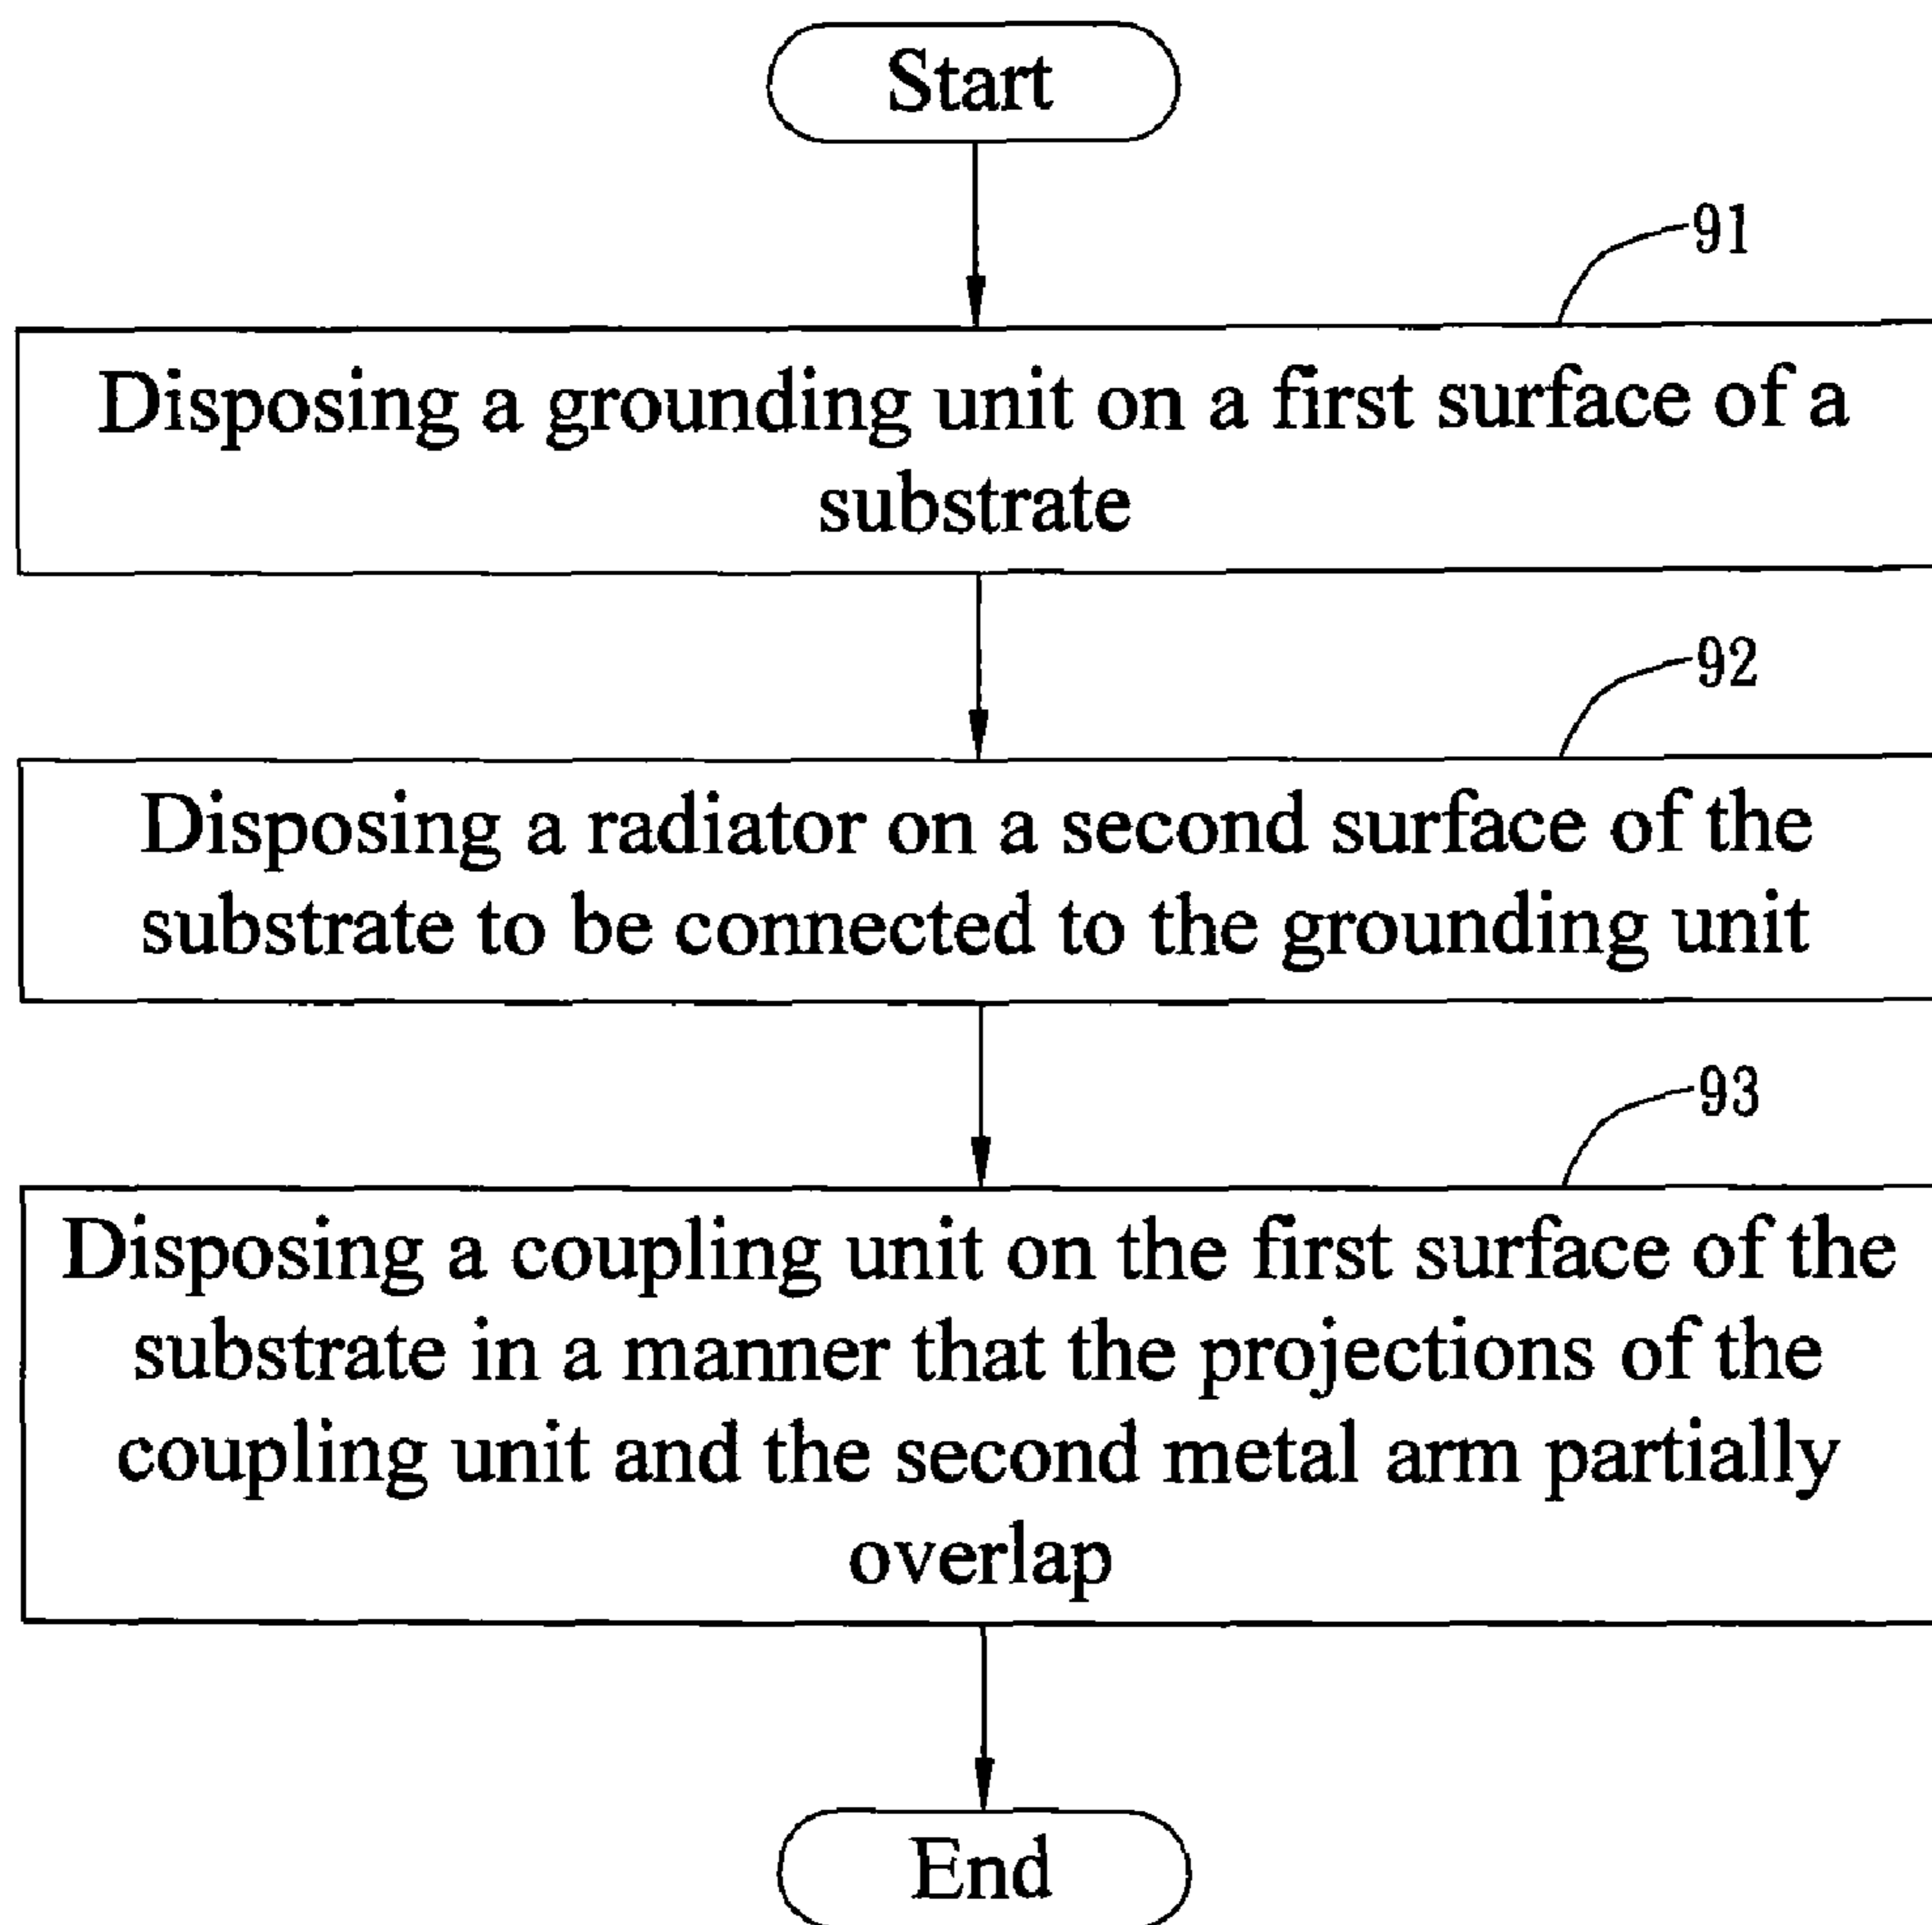 Start
91
Disposing a grounding unit on a first surface of a
substrate
92
Disposing a radiator on a second surface of the
substrate to be connected to the grounding unit
93
Disposing a coupling unit on the first surface of the
substrate in a manner that the projections of the
coupling unit and the second metal arm partially
overlap
End